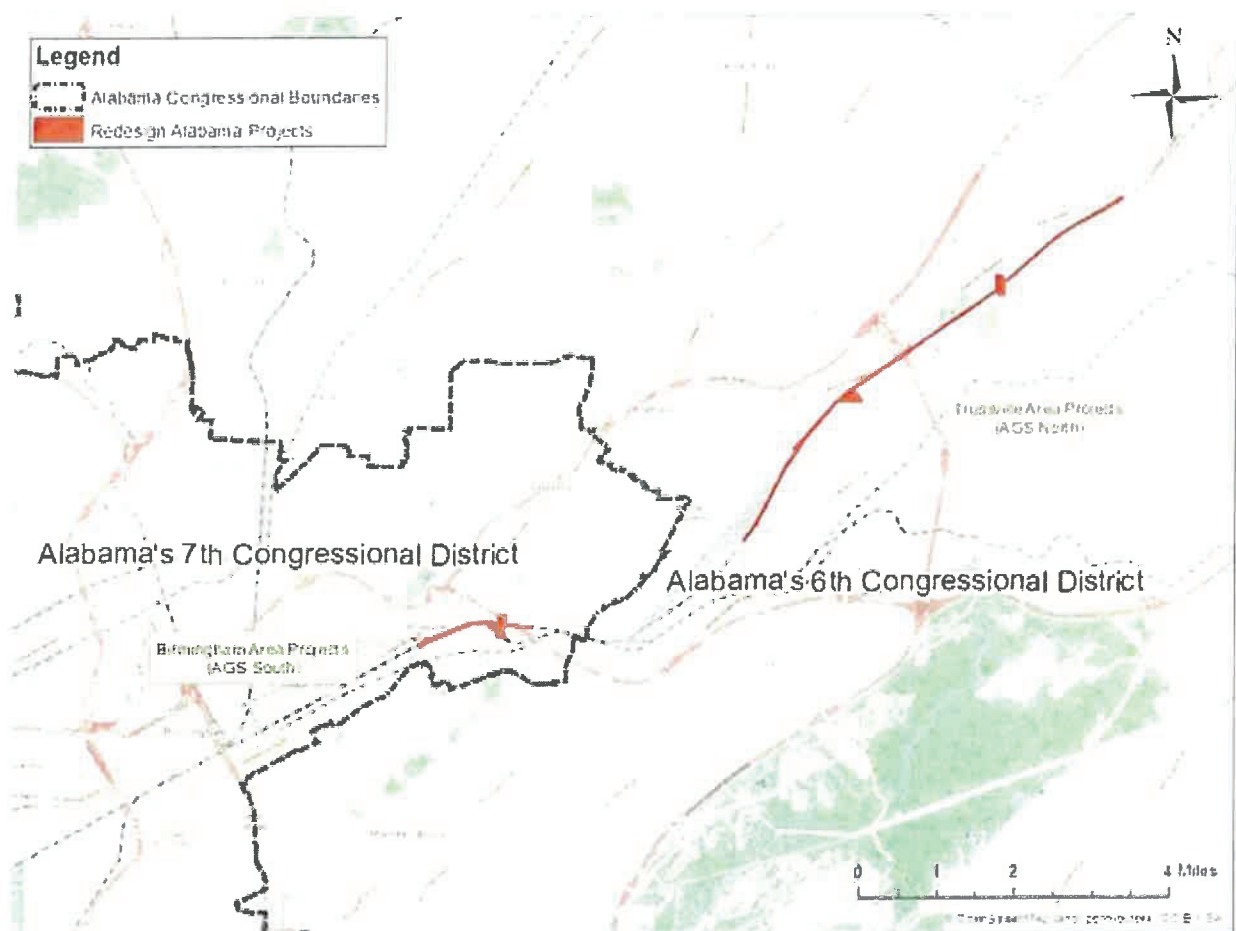 Legend
Alabama Congressional Boundaries
Redesign Alabama Projects
N
Trussville Area Projects
(AGS North)
Alabama's 7th Congressional District
Alabama's 6th Congressional District
Birmingham Area Projects
(AGS South)
0 1 2 4 Miles